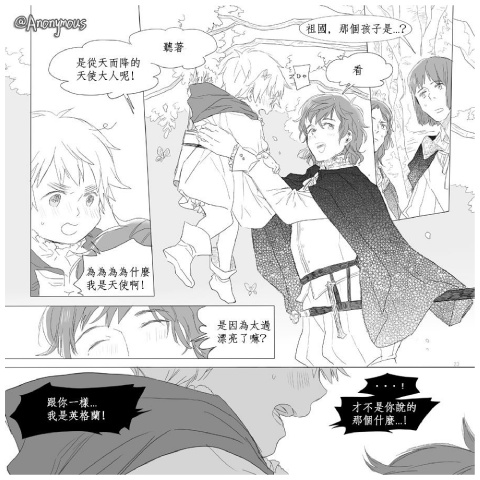 @Anonymous
祖國，那個孩子是...?
看
聽著
是從天而降的
天使大人呢!
為為為為什麼
我是天使啊!
是因為太過
漂亮了嘛?
...!
才不是你說的
那個什麼...!
跟你一樣...
我是英格蘭!